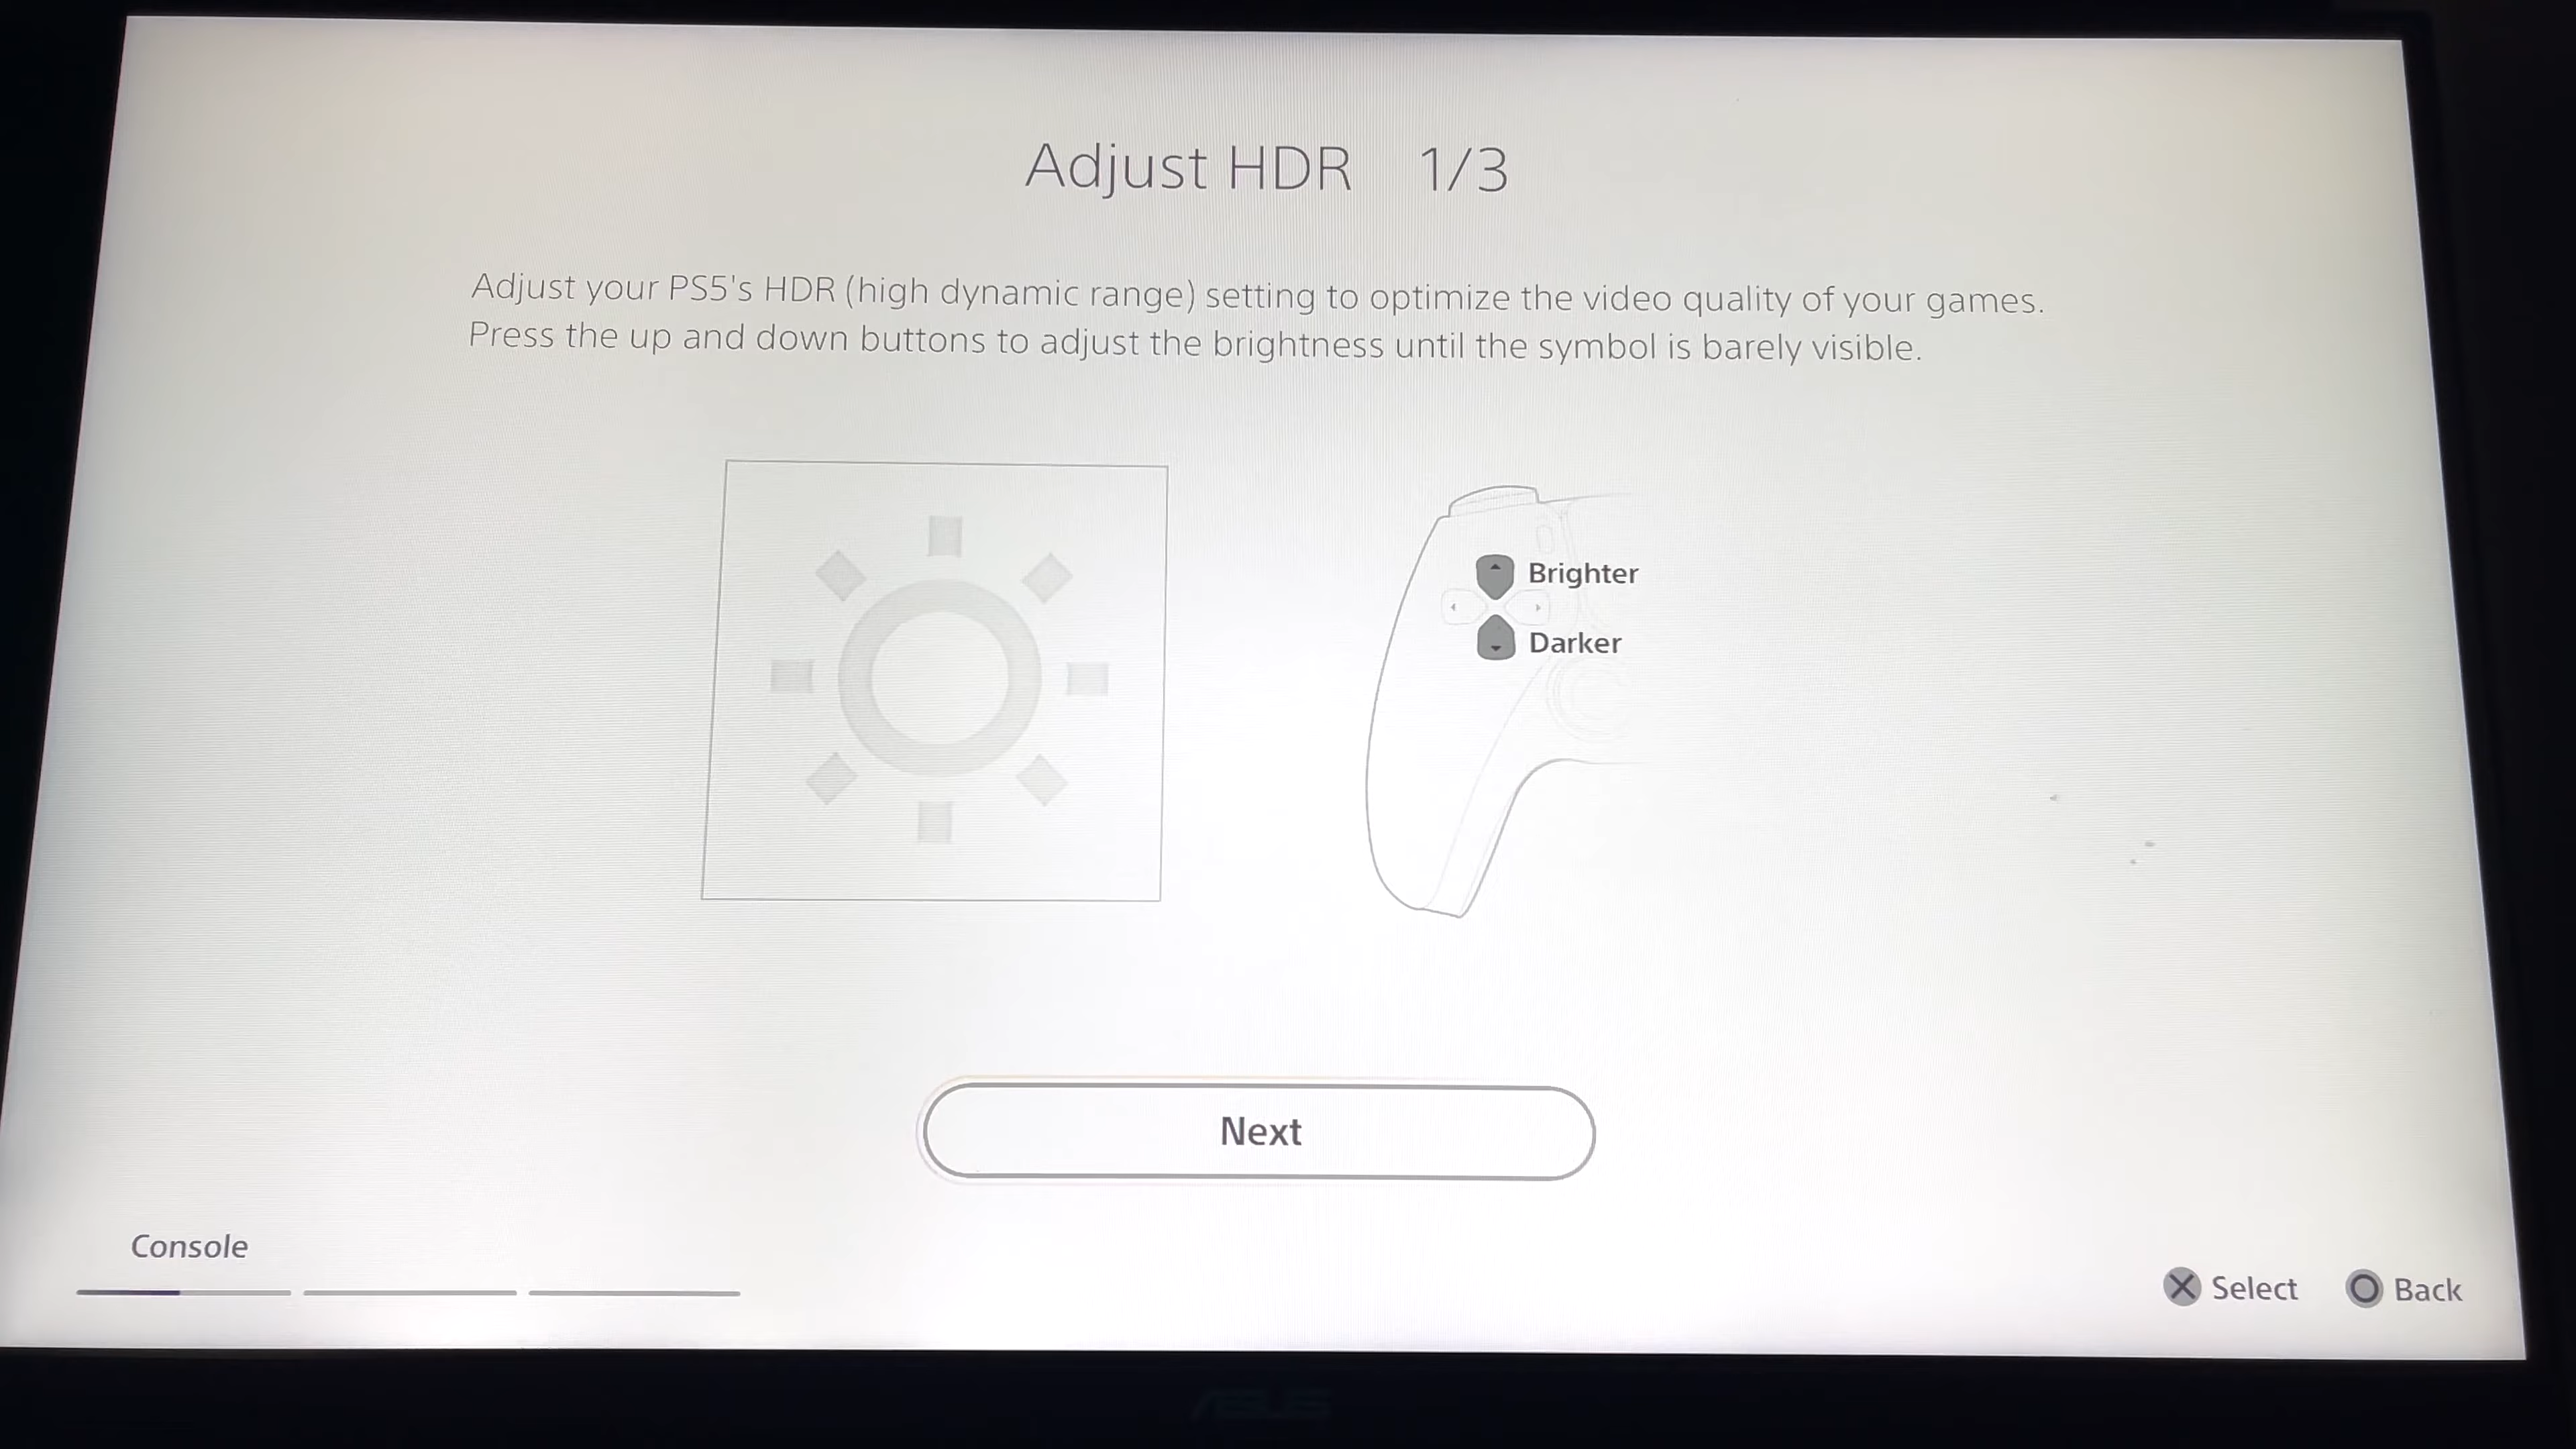 Adjust HDR 1/3
Adjust your PS5's HDR (high dynamic range) setting to optimize the video quality of your games.
Press the up and down buttons to adjust the brightness until the symbol is barely visible.
Brighter
Darker
Next
Console
Select
Back
ASUS